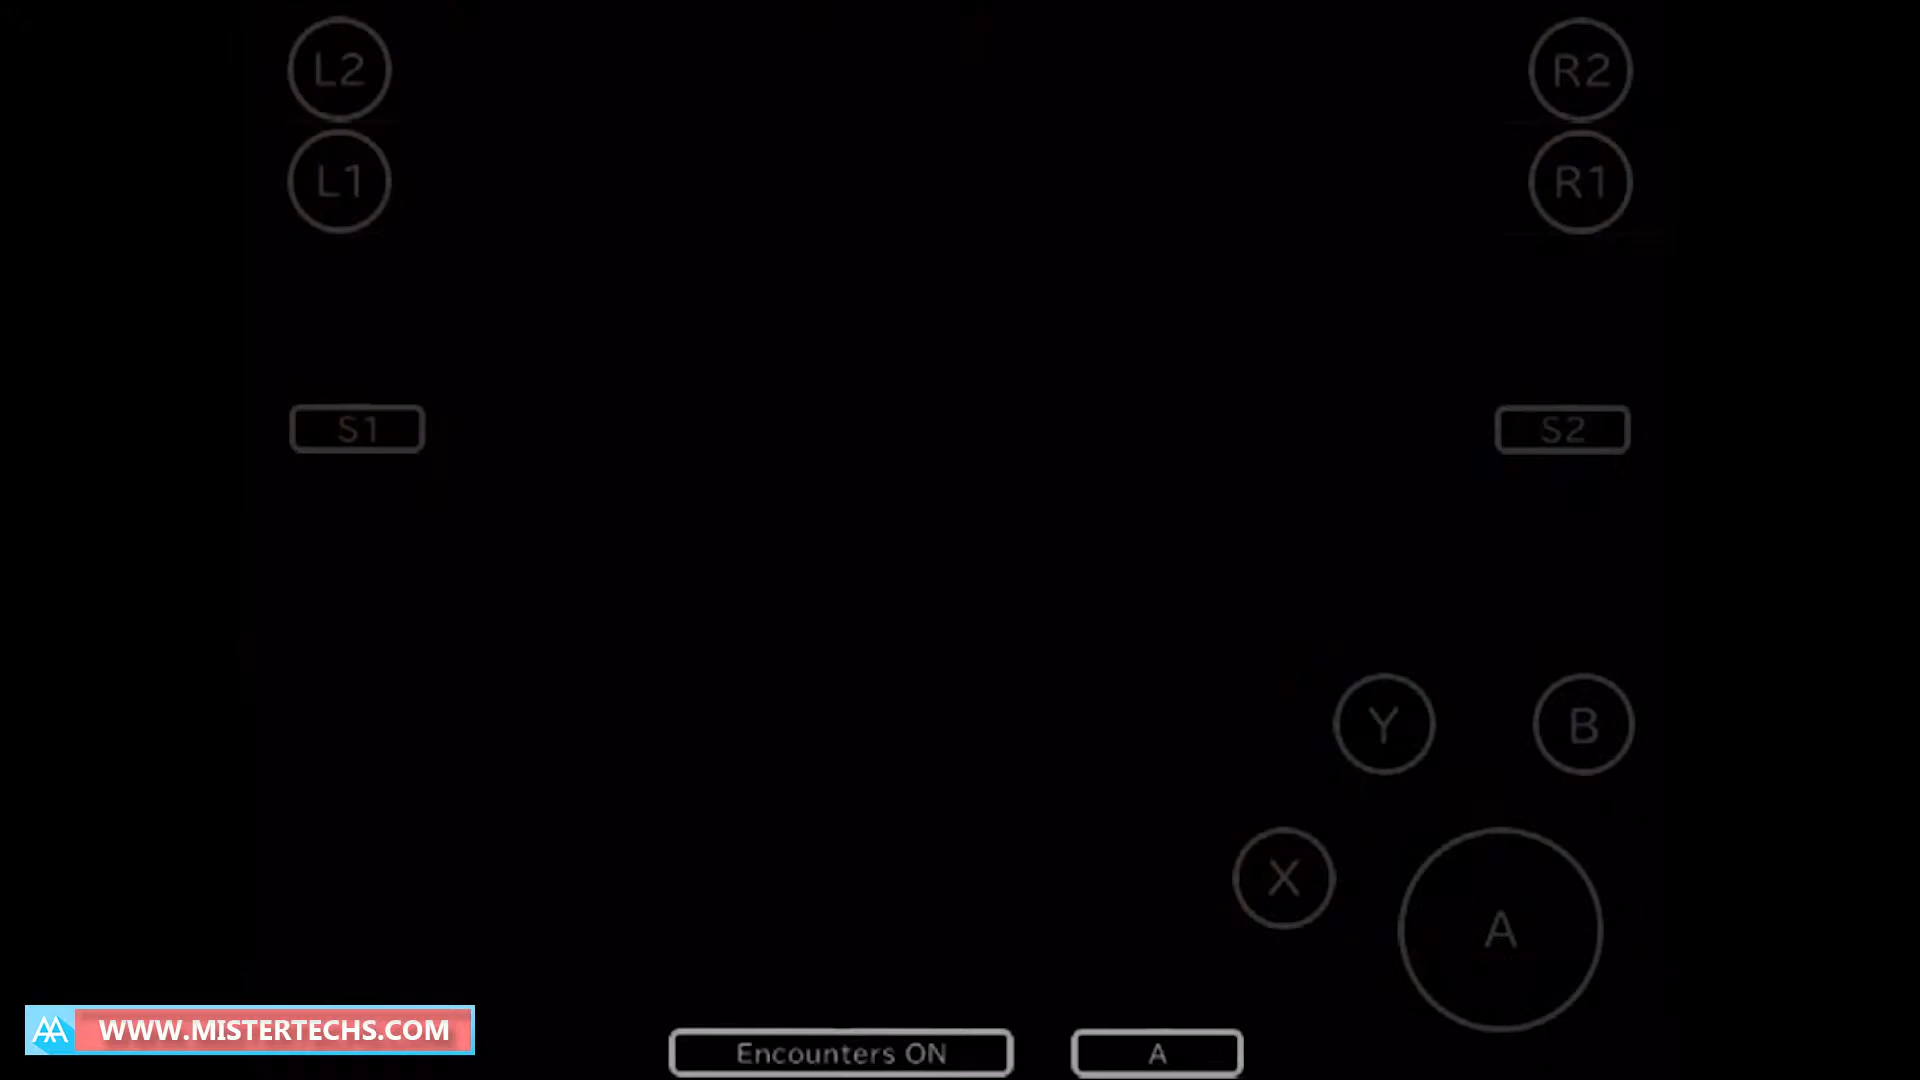 L2
R2
L1
R1
S1
S2
Y
B
X
A
WWW.MISTERTECHS.COM
Encounters ON
A